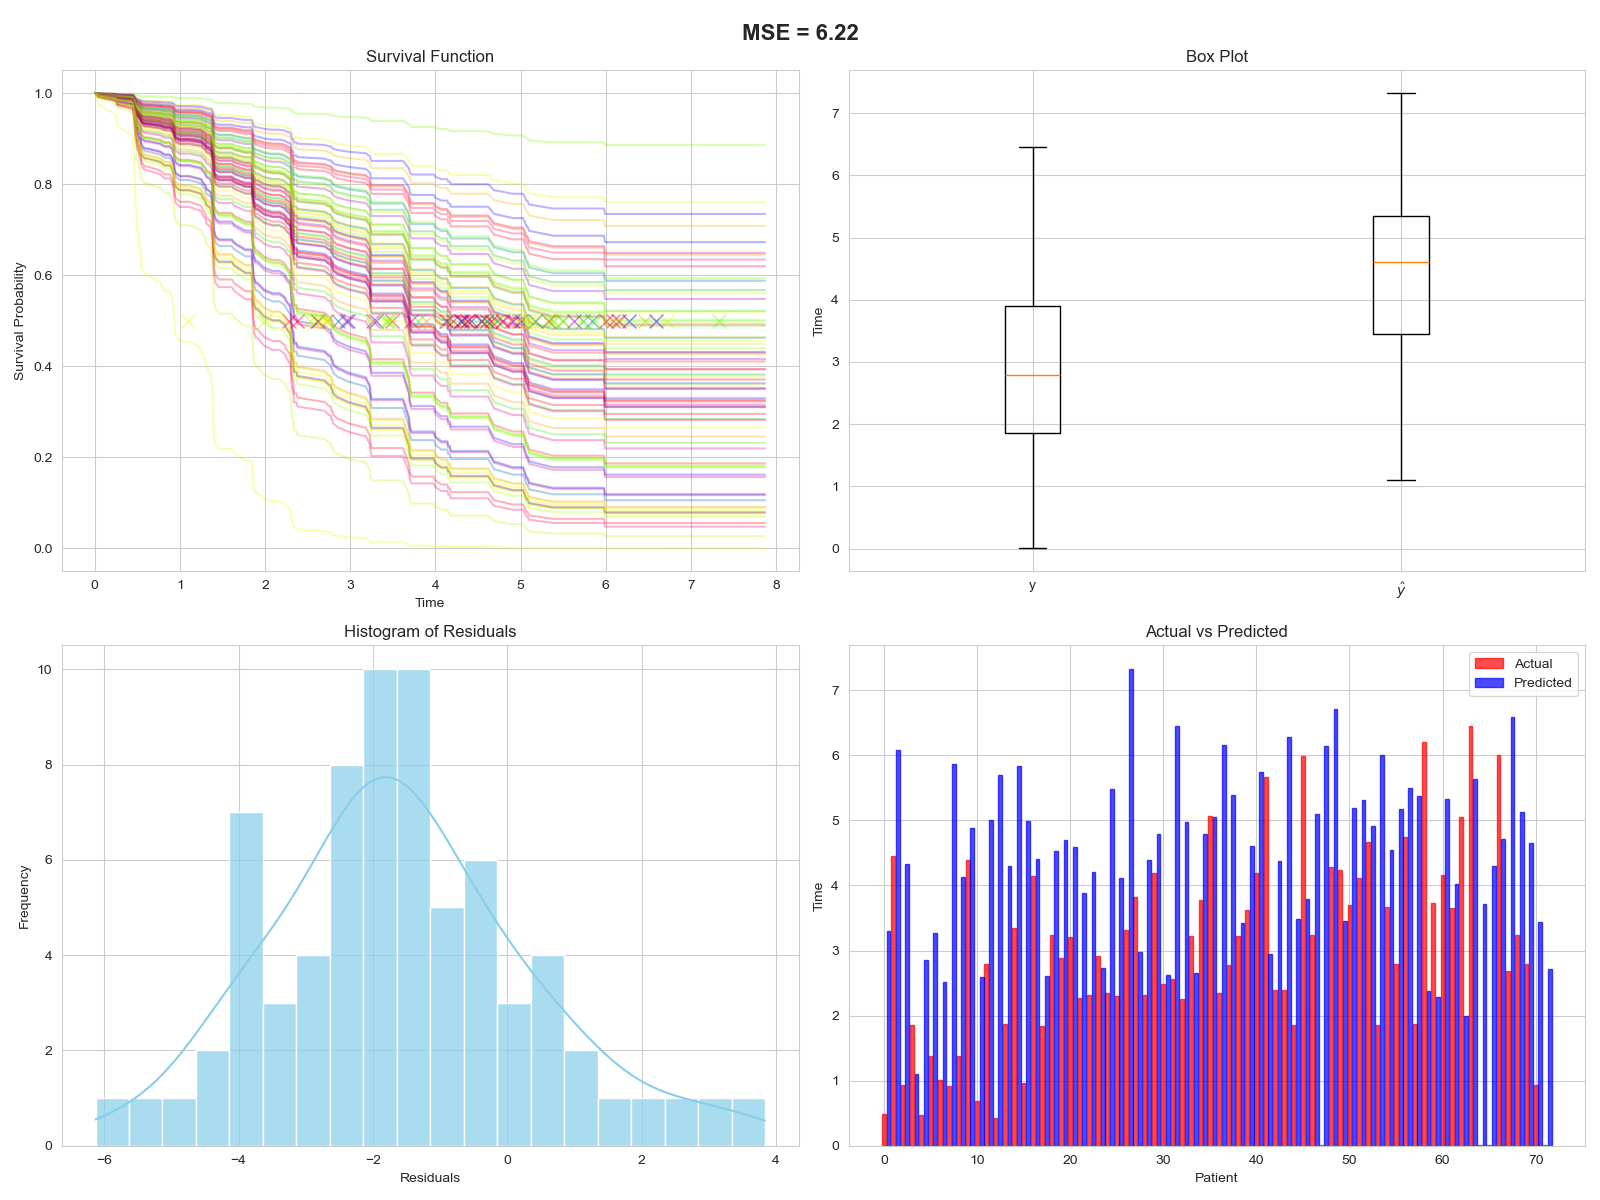 MSE = 6.22
Survival Function
Survival Probability
1.0
0.8
0.6
0.4
0.2
0.0
0 1 2 3 4 5 6 7 8
Time
Box Plot
Time
7
6
5
4
3
2
1
0
y ŷ
Histogram of Residuals
Frequency
10
8
6
4
2
0
−6 −4 −2 0 2 4
Residuals
Actual vs Predicted
Actual
Predicted
Time
7
6
5
4
3
2
1
0
0 10 20 30 40 50 60 70
Patient